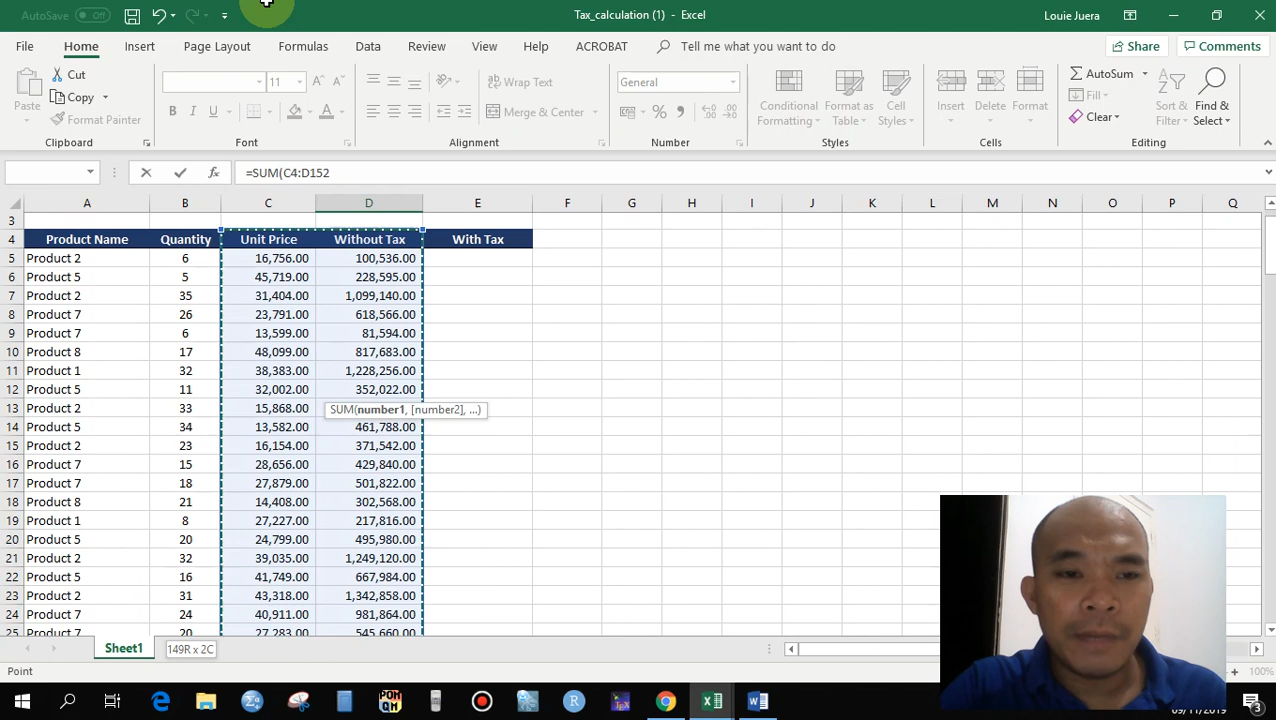 AutoSave Off Tax_calculation (1) - Excel Louie Juera
File Home Insert Page Layout Formulas Data Review View Help ACROBAT Tell me what you want to do Share Comments
Paste Cut Copy Format Painter 11 Wrap Text Merge & Center General Conditional Formatting Format as Table Cell Styles Insert Delete Format AutoSum Fill Clear Sort & Filter Find & Select
Clipboard Font Alignment Number Styles Cells Editing
=SUM(C4:D152
A B C D E F G H I J K L M N O P Q
3
4 Product Name Quantity Unit Price Without Tax With Tax
5 Product 2 6 16,756.00 100,536.00
6 Product 5 5 45,719.00 228,595.00
7 Product 2 35 31,404.00 1,099,140.00
8 Product 7 26 23,791.00 618,566.00
9 Product 7 6 13,599.00 81,594.00
10 Product 8 17 48,099.00 817,683.00
11 Product 1 32 38,383.00 1,228,256.00
12 Product 5 11 32,002.00 352,022.00
13 Product 2 33 15,868.00 SUM(number1, [number2], ...)
14 Product 5 34 13,582.00 461,788.00
15 Product 2 23 16,154.00 371,542.00
16 Product 7 15 28,656.00 429,840.00
17 Product 7 18 27,879.00 501,822.00
18 Product 8 21 14,408.00 302,568.00
19 Product 1 8 27,227.00 217,816.00
20 Product 5 20 24,799.00 495,980.00
21 Product 2 32 39,035.00 1,249,120.00
22 Product 5 16 41,749.00 667,984.00
23 Product 2 31 43,318.00 1,342,858.00
24 Product 7 24 40,911.00 981,864.00
25 Product 7 20 27,283.00 545,660.00
Sheet1 149R x 2C
Point 100%
09/11/2019 3